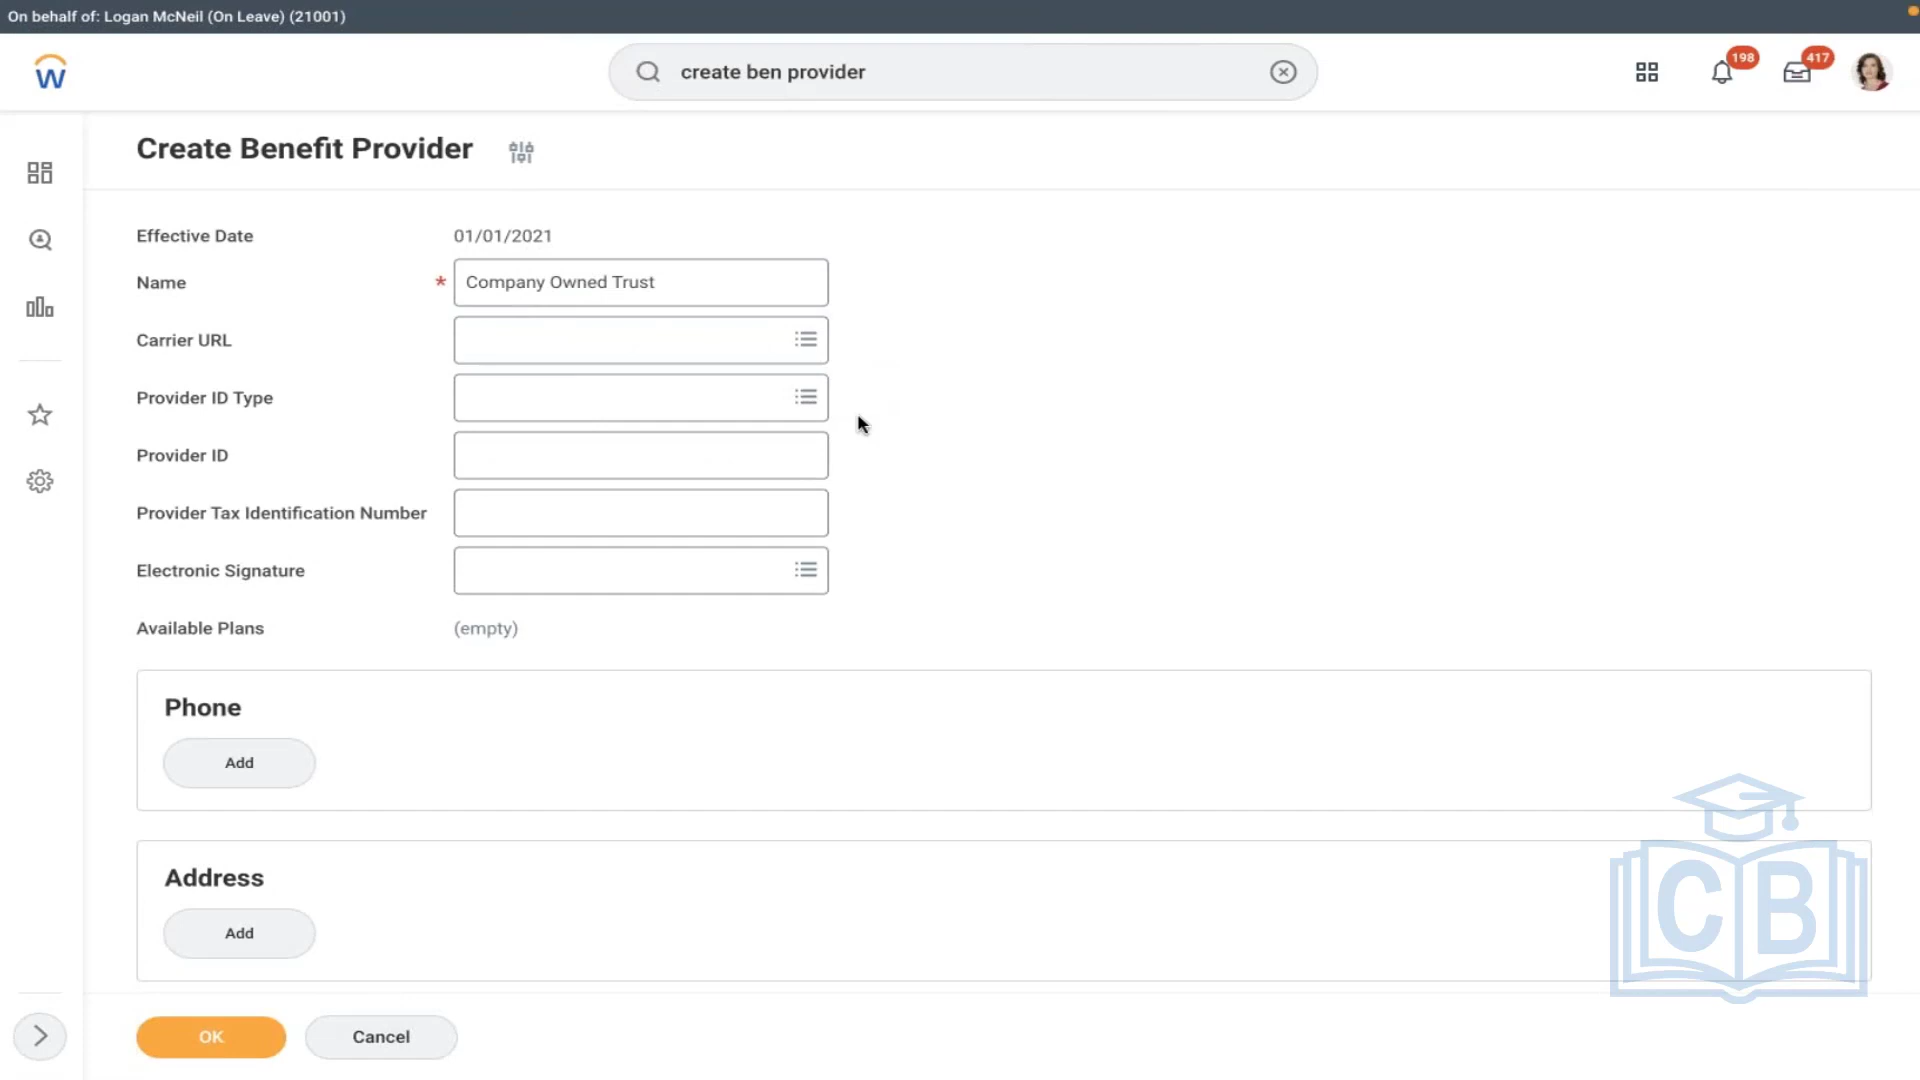 On behalf of: Logan McNeil (On Leave) (21001)
W
create ben provider
198
417
Create Benefit Provider
Effective Date 01/01/2021
Name * Company Owned Trust
Carrier URL
Provider ID Type
Provider ID
Provider Tax Identification Number
Electronic Signature
Available Plans (empty)
Phone
Add
Address
Add
CB
OK Cancel